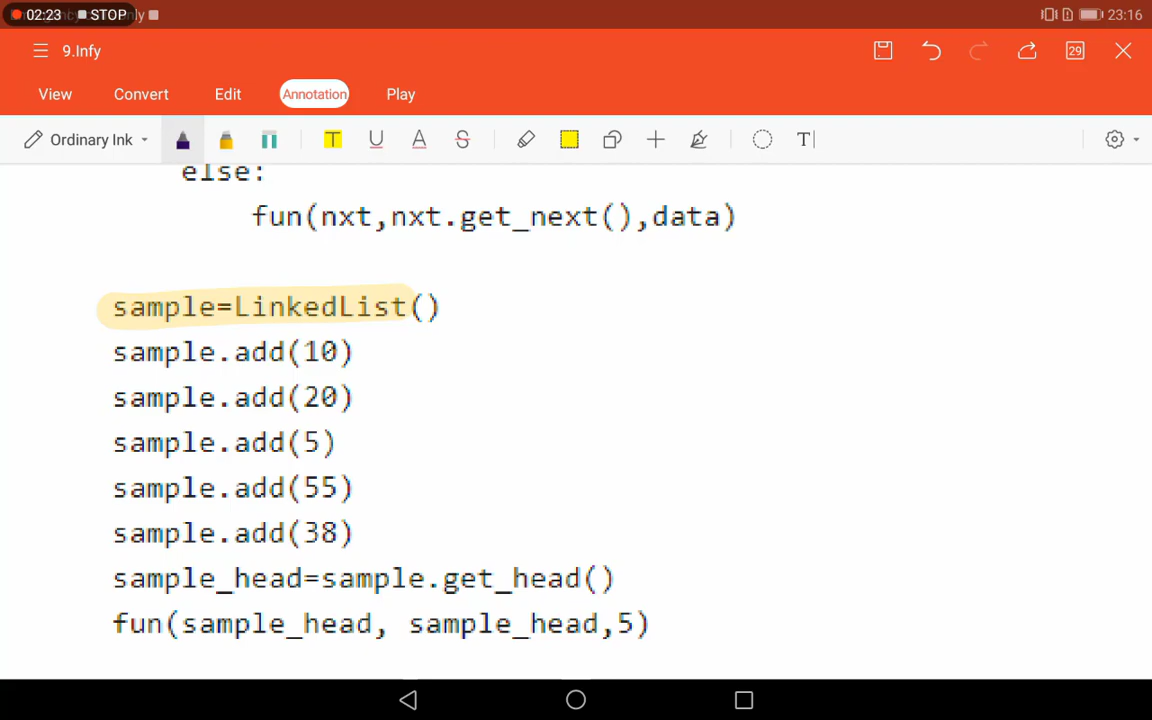 02:23 STOP nly 23:16
9.Infy 29
View Convert Edit Annotation Play
Ordinary Ink T U A S T
else:
fun(nxt,nxt.get_next(),data)
sample=LinkedList()
sample.add(10)
sample.add(20)
sample.add(5)
sample.add(55)
sample.add(38)
sample_head=sample.get_head()
fun(sample_head, sample_head,5)